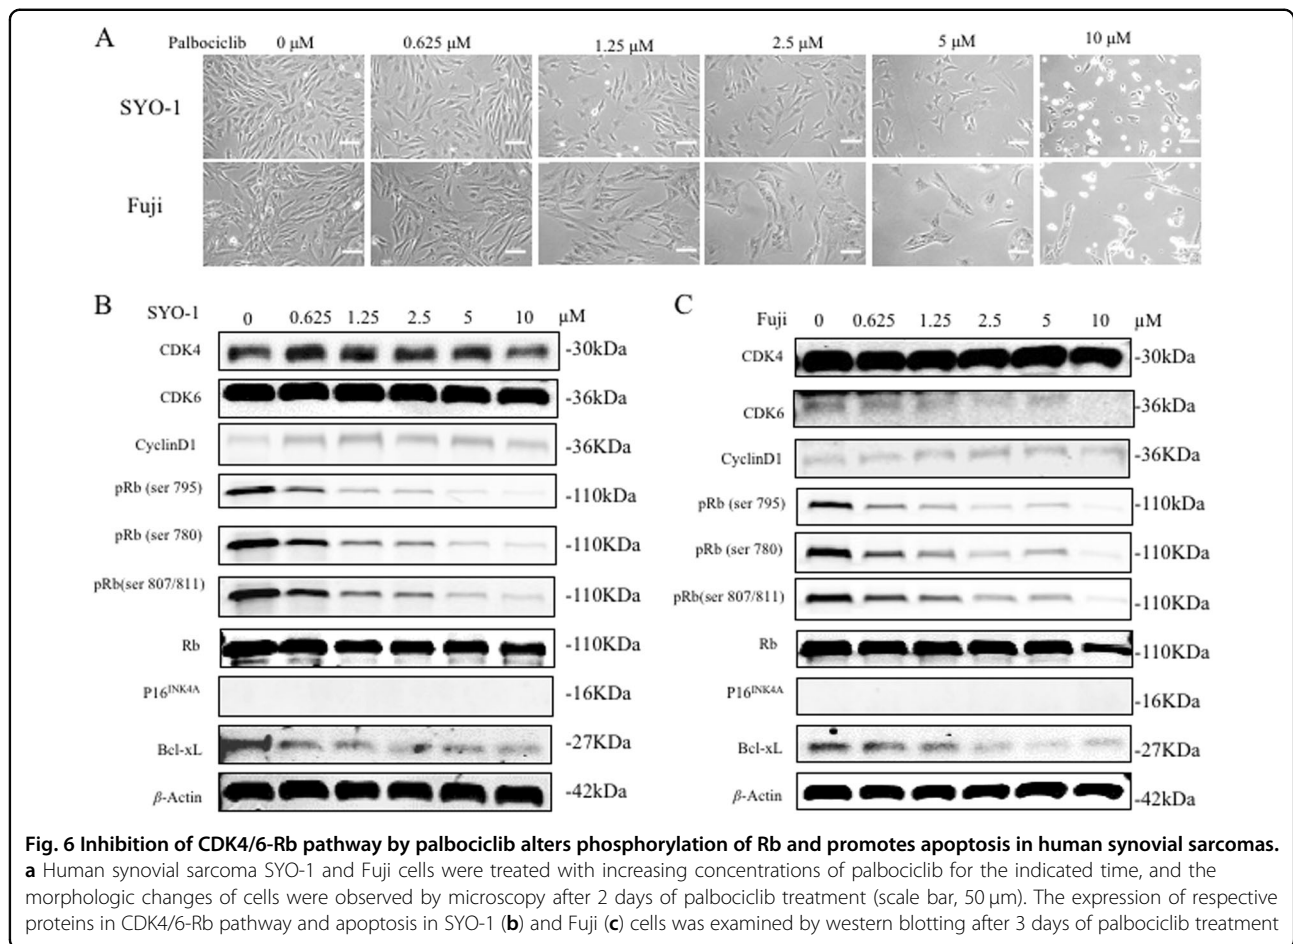 A
Palbociclib 0 µM 0.625 µM 1.25 µM 2.5 µM 5 µM 10 µM
SYO-1
Fuji
B
SYO-1 0 0.625 1.25 2.5 5 10 µM
CDK4 -30kDa
CDK6 -36kDa
CyclinD1 -36KDa
pRb (ser 795) -110kDa
pRb (ser 780) -110KDa
pRb(ser 807/811) -110KDa
Rb -110KDa
P16INK4A -16KDa
Bcl-xL -27KDa
β-Actin -42kDa
C
Fuji 0 0.625 1.25 2.5 5 10 µM
CDK4 -30kDa
CDK6 -36kDa
CyclinD1 -36KDa
pRb (ser 795) -110kDa
pRb (ser 780) -110KDa
pRb(ser 807/811) -110KDa
Rb -110KDa
P16INK4A -16KDa
Bcl-xL -27KDa
β-Actin -42kDa
Fig. 6 Inhibition of CDK4/6-Rb pathway by palbociclib alters phosphorylation of Rb and promotes apoptosis in human synovial sarcomas.
a Human synovial sarcoma SYO-1 and Fuji cells were treated with increasing concentrations of palbociclib for the indicated time, and the
morphologic changes of cells were observed by microscopy after 2 days of palbociclib treatment (scale bar, 50 µm). The expression of respective
proteins in CDK4/6-Rb pathway and apoptosis in SYO-1 (b) and Fuji (c) cells was examined by western blotting after 3 days of palbociclib treatment